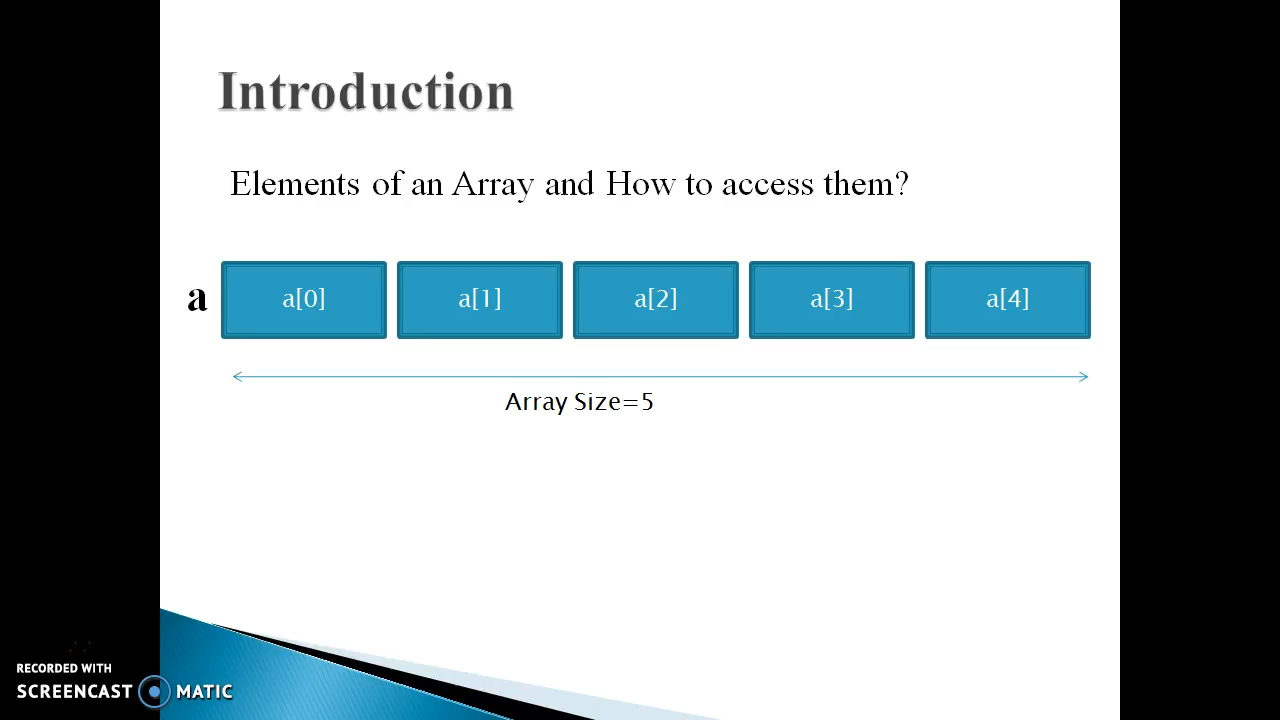 Introduction
Elements of an Array and How to access them?
a a[0] a[1] a[2] a[3] a[4]
Array Size=5
RECORDED WITH
SCREENCAST MATIC